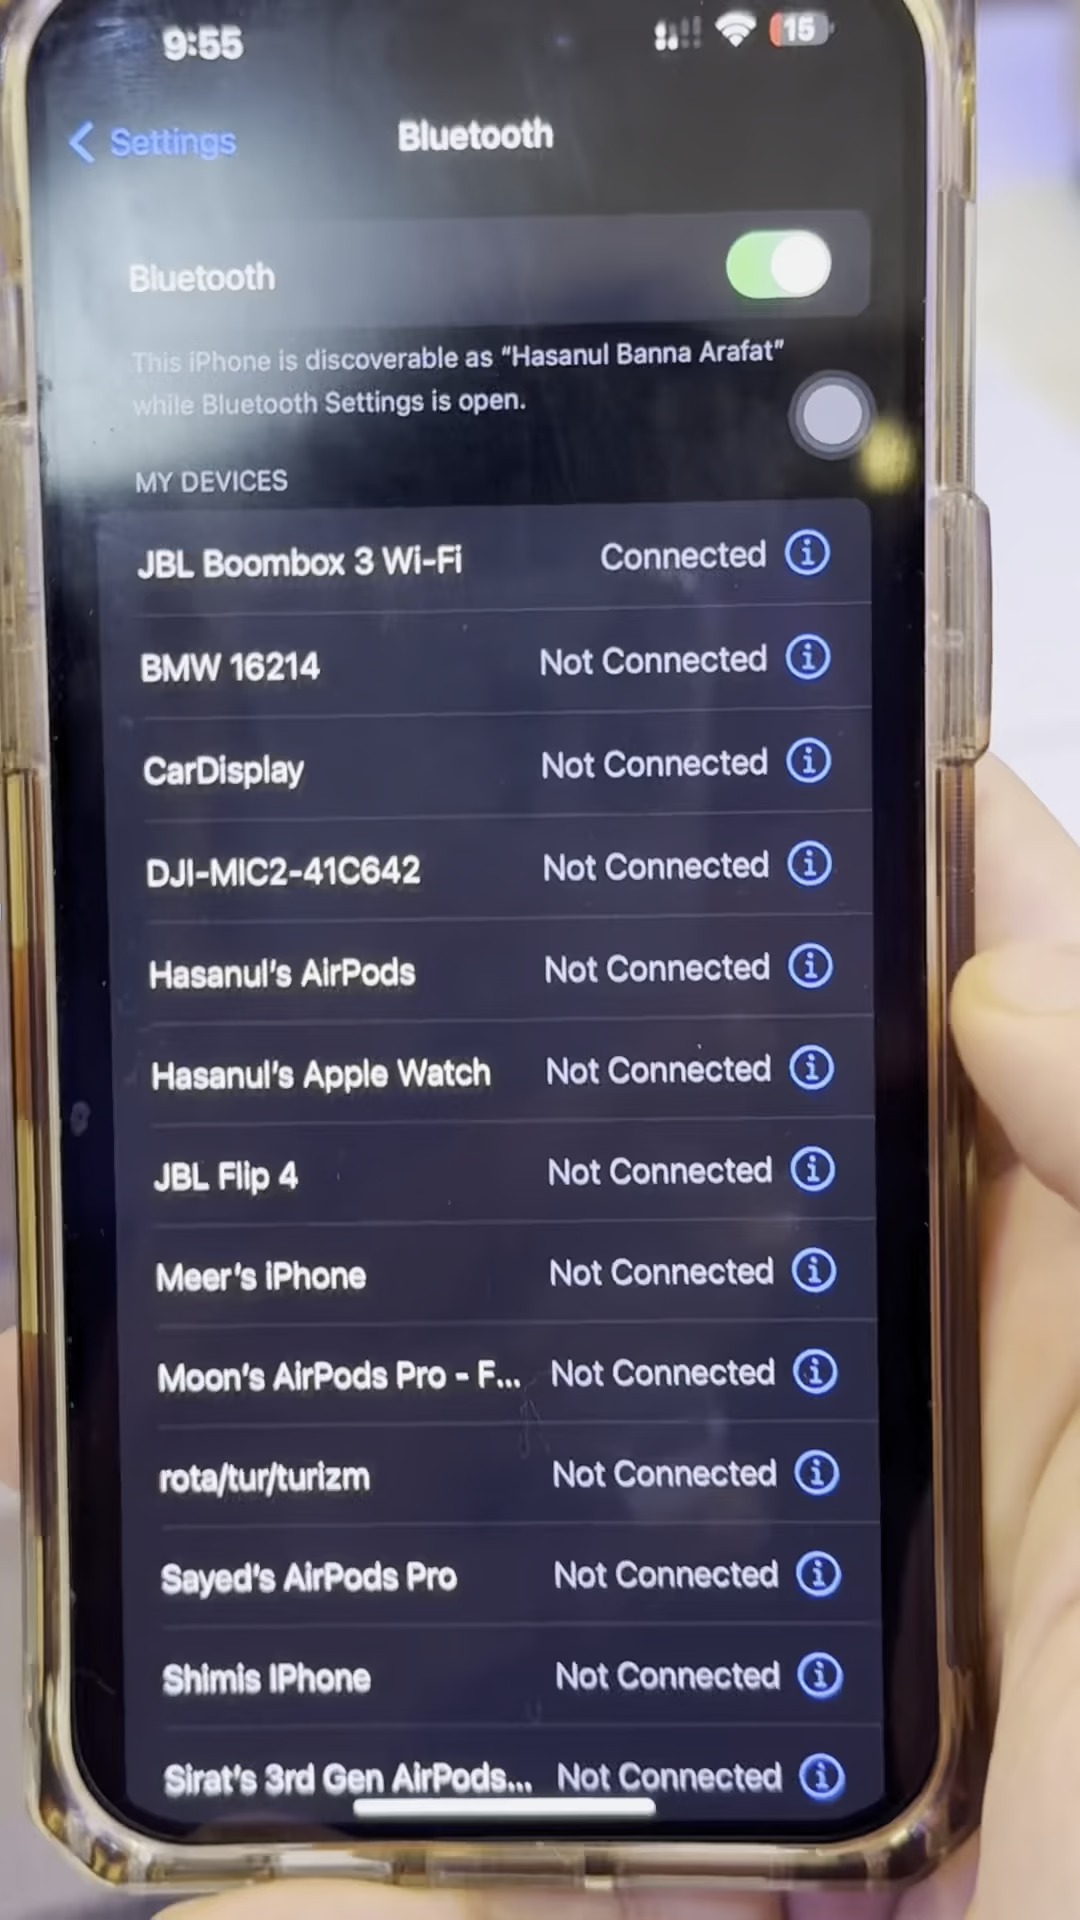 9:55
15
Settings
Bluetooth
Bluetooth
This iPhone is discoverable as “Hasanul Banna Arafat”
while Bluetooth Settings is open.
MY DEVICES
JBL Boombox 3 Wi-Fi Connected
BMW 16214 Not Connected
CarDisplay Not Connected
DJI-MIC2-41C642 Not Connected
Hasanul's AirPods Not Connected
Hasanul's Apple Watch Not Connected
JBL Flip 4 Not Connected
Meer's iPhone Not Connected
Moon's AirPods Pro - F... Not Connected
rota/tur/turizm Not Connected
Sayed's AirPods Pro Not Connected
Shimis IPhone Not Connected
Sirat's 3rd Gen AirPods... Not Connected